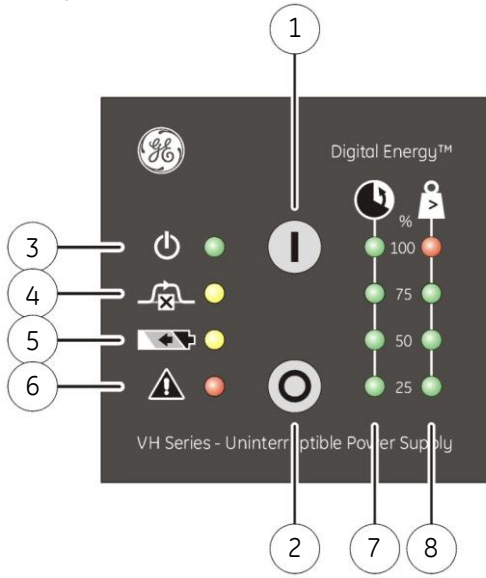 1
GE
Digital Energy™
%
3 100
4 75
5 50
6 25
VH Series - Uninterruptible Power Supply
2 7 8